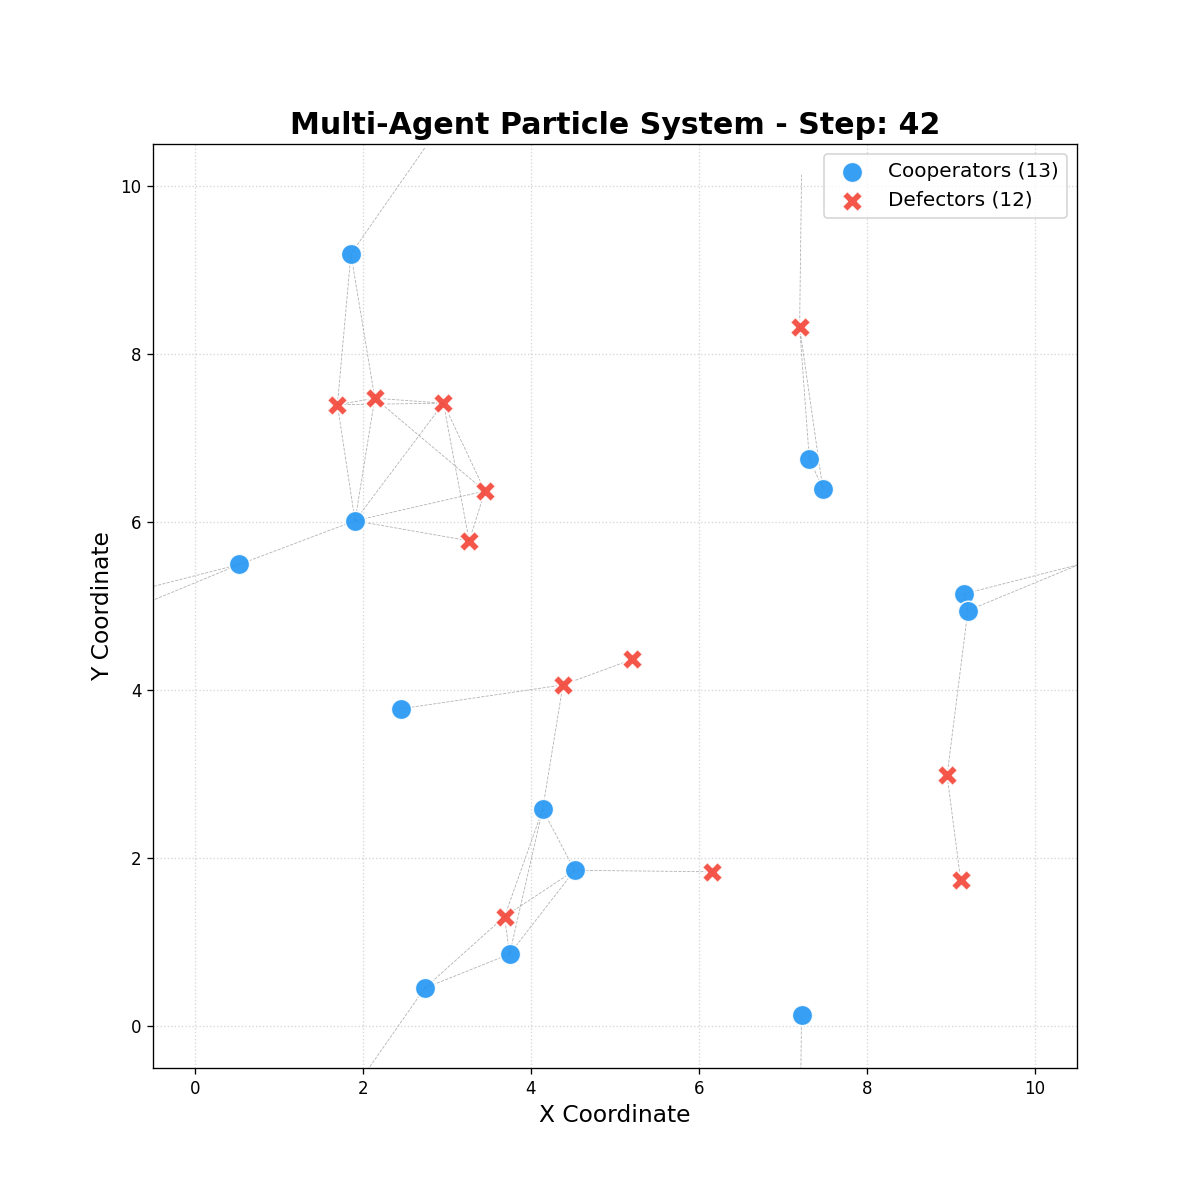 Multi-Agent Particle System - Step: 42
Cooperators (13)
Defectors (12)
10
8
6
4
2
0
Y Coordinate
0 2 4 6 8 10
X Coordinate